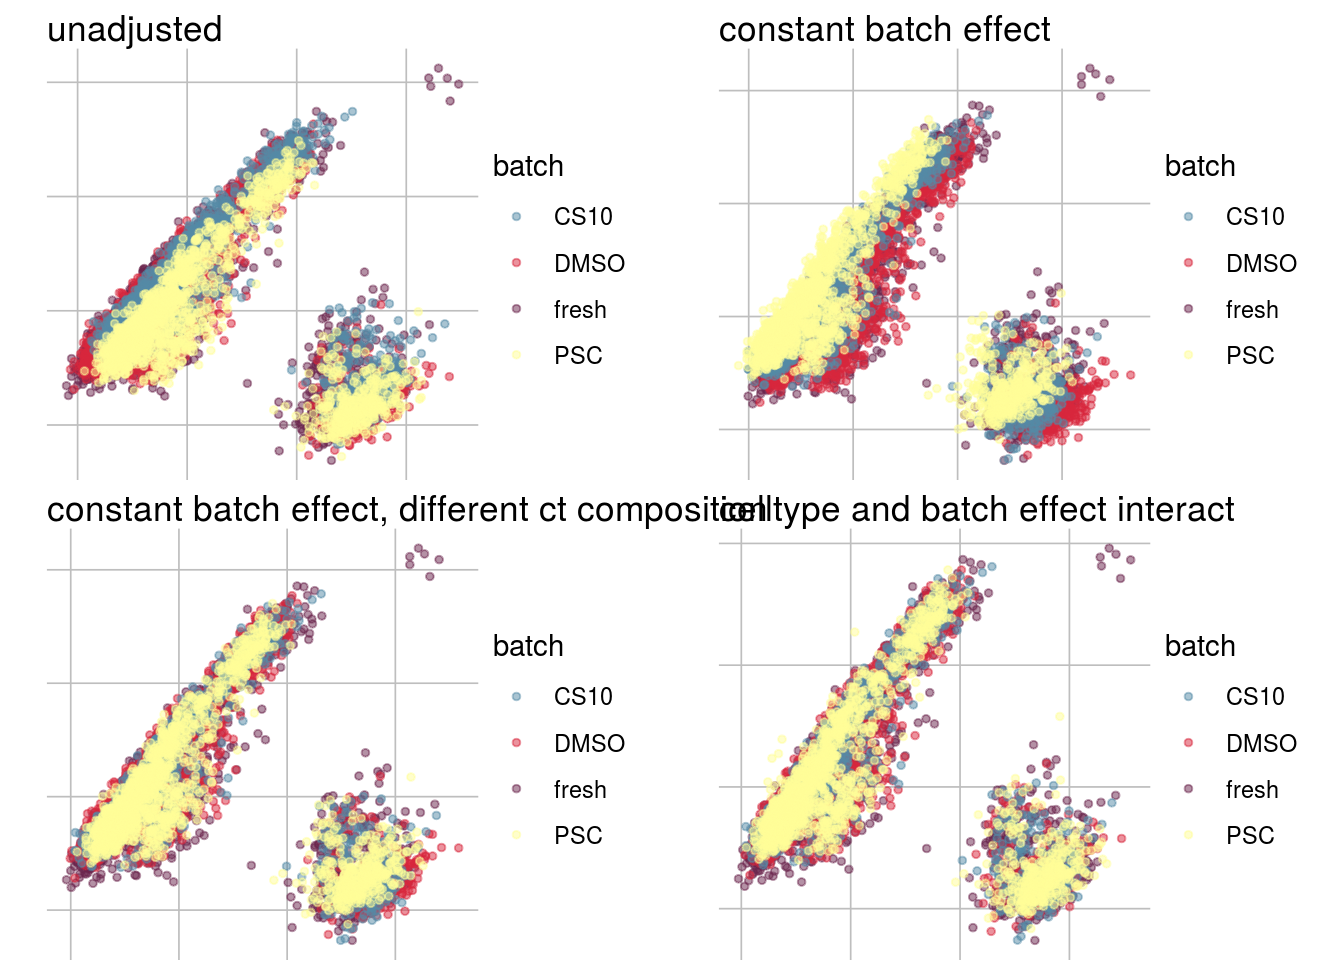 unadjusted
batch
CS10
DMSO
fresh
PSC
constant batch effect
batch
CS10
DMSO
fresh
PSC
constant batch effect, different ct composition
batch
CS10
DMSO
fresh
PSC
celltype and batch effect interact
batch
CS10
DMSO
fresh
PSC